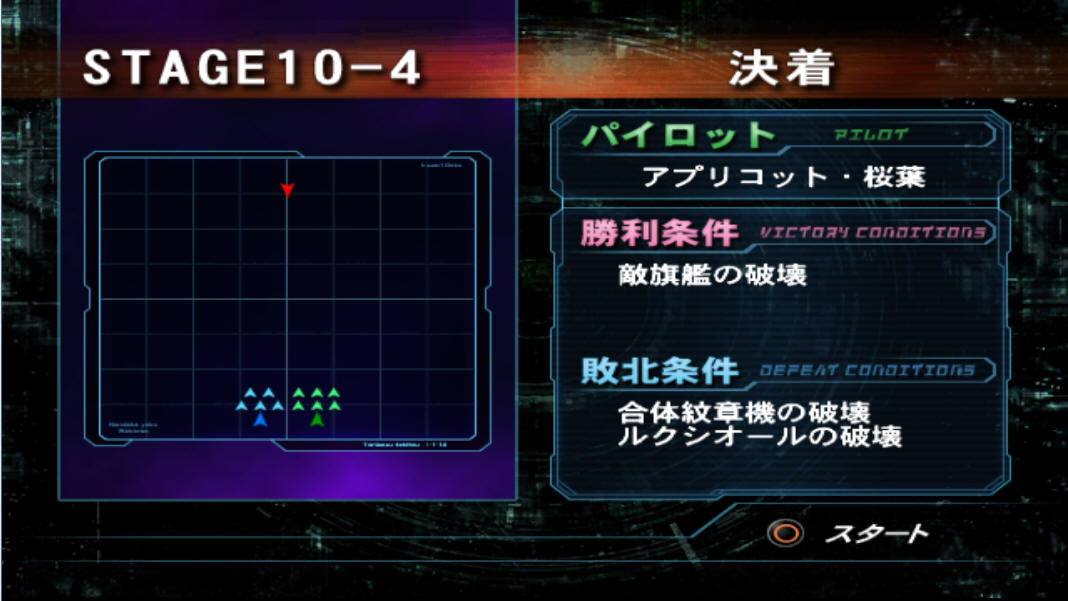 STAGE10-4
決着
パイロット PILOT
アプリコット・桜葉
勝利条件 VICTORY CONDITIONS
敵旗艦の破壊
敗北条件 DEFEAT CONDITIONS
合体紋章機の破壊
ルクシオールの破壊
スタート